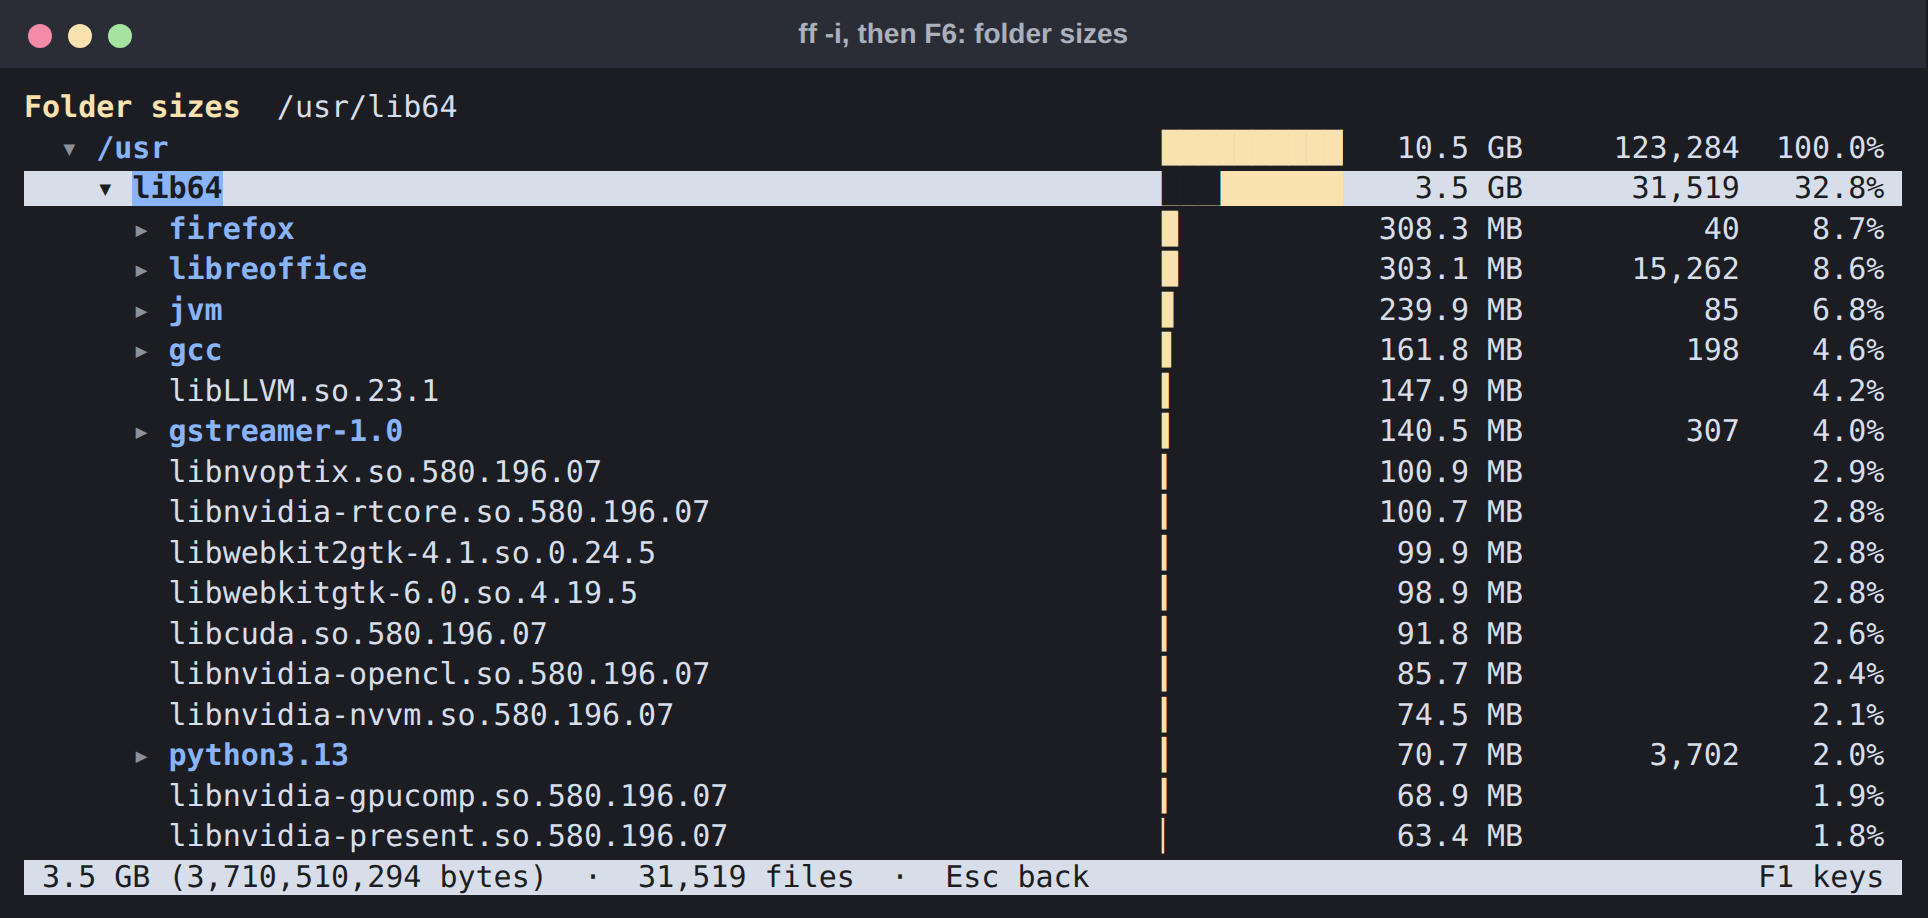 ff -i, then F6: folder sizes
Folder sizes  /usr/lib64
▼ /usr 10.5 GB 123,284 100.0%
▼ lib64 3.5 GB 31,519 32.8%
▶ firefox 308.3 MB 40 8.7%
▶ libreoffice 303.1 MB 15,262 8.6%
▶ jvm 239.9 MB 85 6.8%
▶ gcc 161.8 MB 198 4.6%
libLLVM.so.23.1 147.9 MB 4.2%
▶ gstreamer-1.0 140.5 MB 307 4.0%
libnvoptix.so.580.196.07 100.9 MB 2.9%
libnvidia-rtcore.so.580.196.07 100.7 MB 2.8%
libwebkit2gtk-4.1.so.0.24.5 99.9 MB 2.8%
libwebkitgtk-6.0.so.4.19.5 98.9 MB 2.8%
libcuda.so.580.196.07 91.8 MB 2.6%
libnvidia-opencl.so.580.196.07 85.7 MB 2.4%
libnvidia-nvvm.so.580.196.07 74.5 MB 2.1%
▶ python3.13 70.7 MB 3,702 2.0%
libnvidia-gpucomp.so.580.196.07 68.9 MB 1.9%
libnvidia-present.so.580.196.07 63.4 MB 1.8%
3.5 GB (3,710,510,294 bytes)  ·  31,519 files  ·  Esc back F1 keys